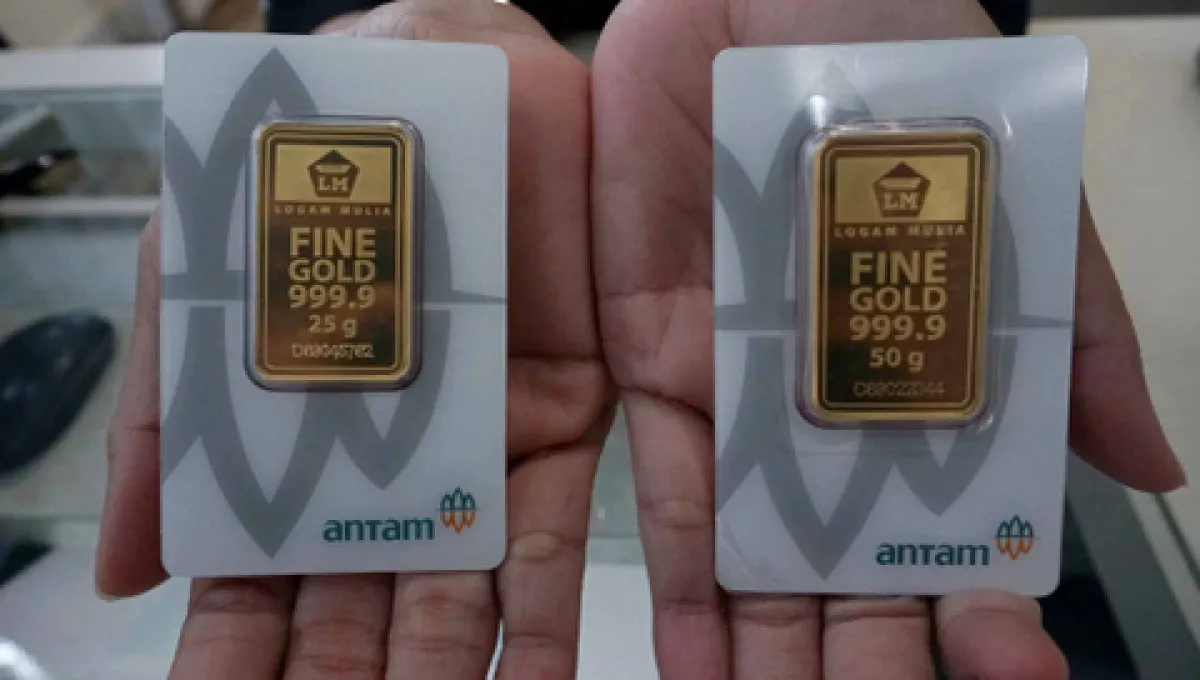 LM
LOGAM MULIA
FINE
GOLD
999.9
25 g
antam
LM
LOGAM MULIA
FINE
GOLD
999.9
50 g
antam